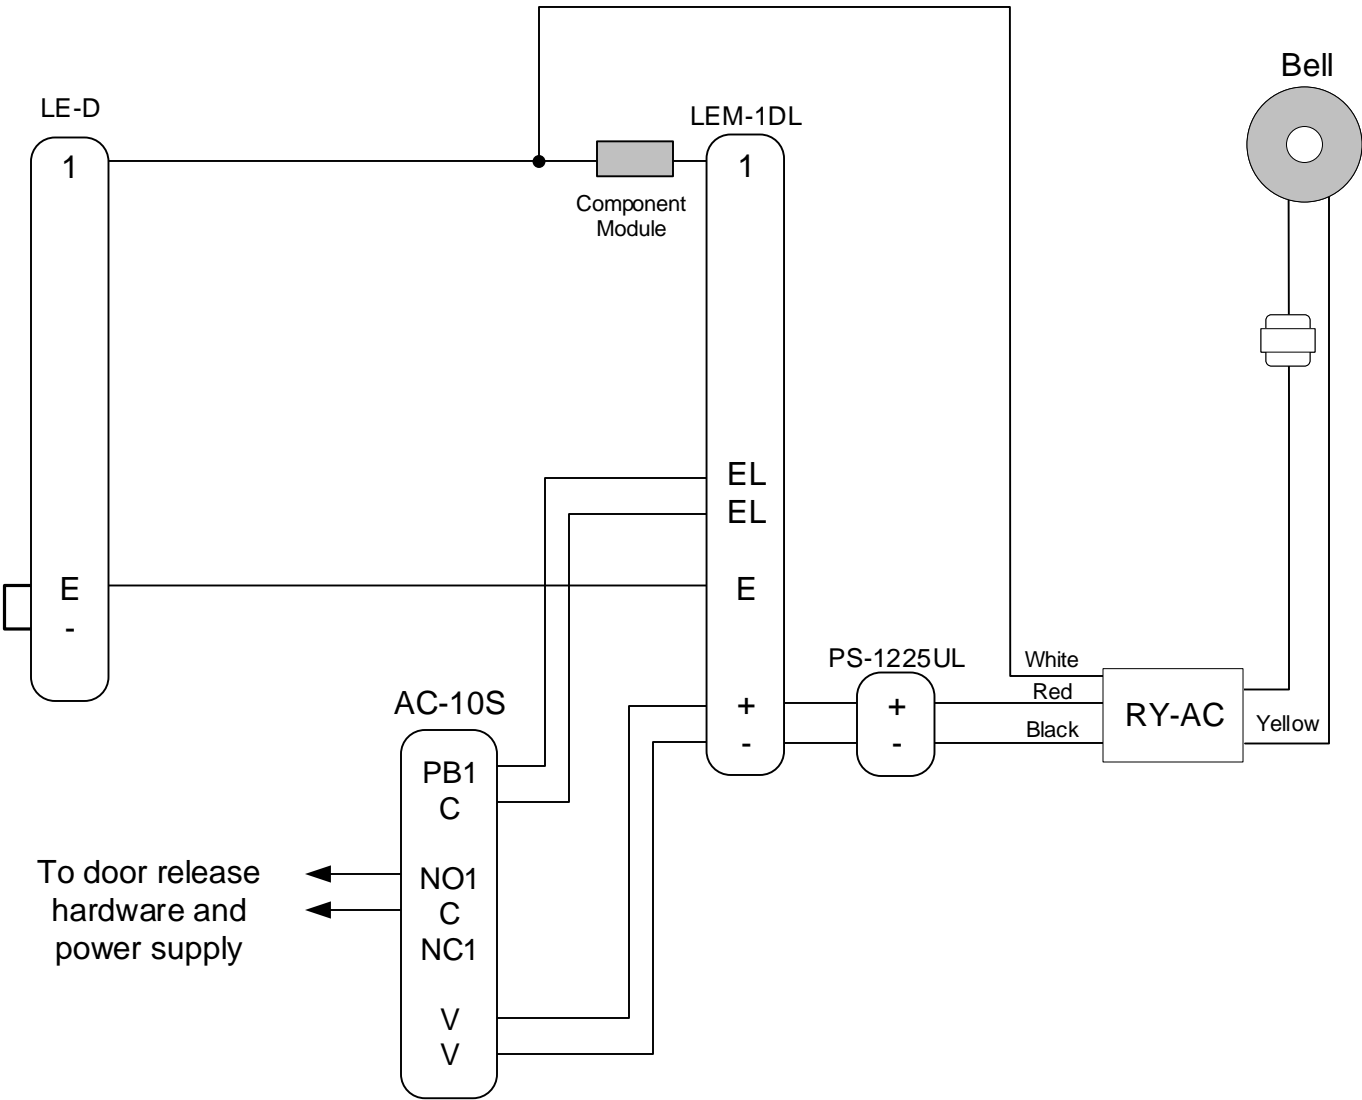 Bell
LE-D
LEM-1DL
1
1
Component
Module
EL
EL
E
-
E
PS-1225UL
White
Red
Black
RY-AC
Yellow
+
-
+
-
AC-10S
PB1
C
NO1
C
NC1
V
V
To door release
hardware and
power supply